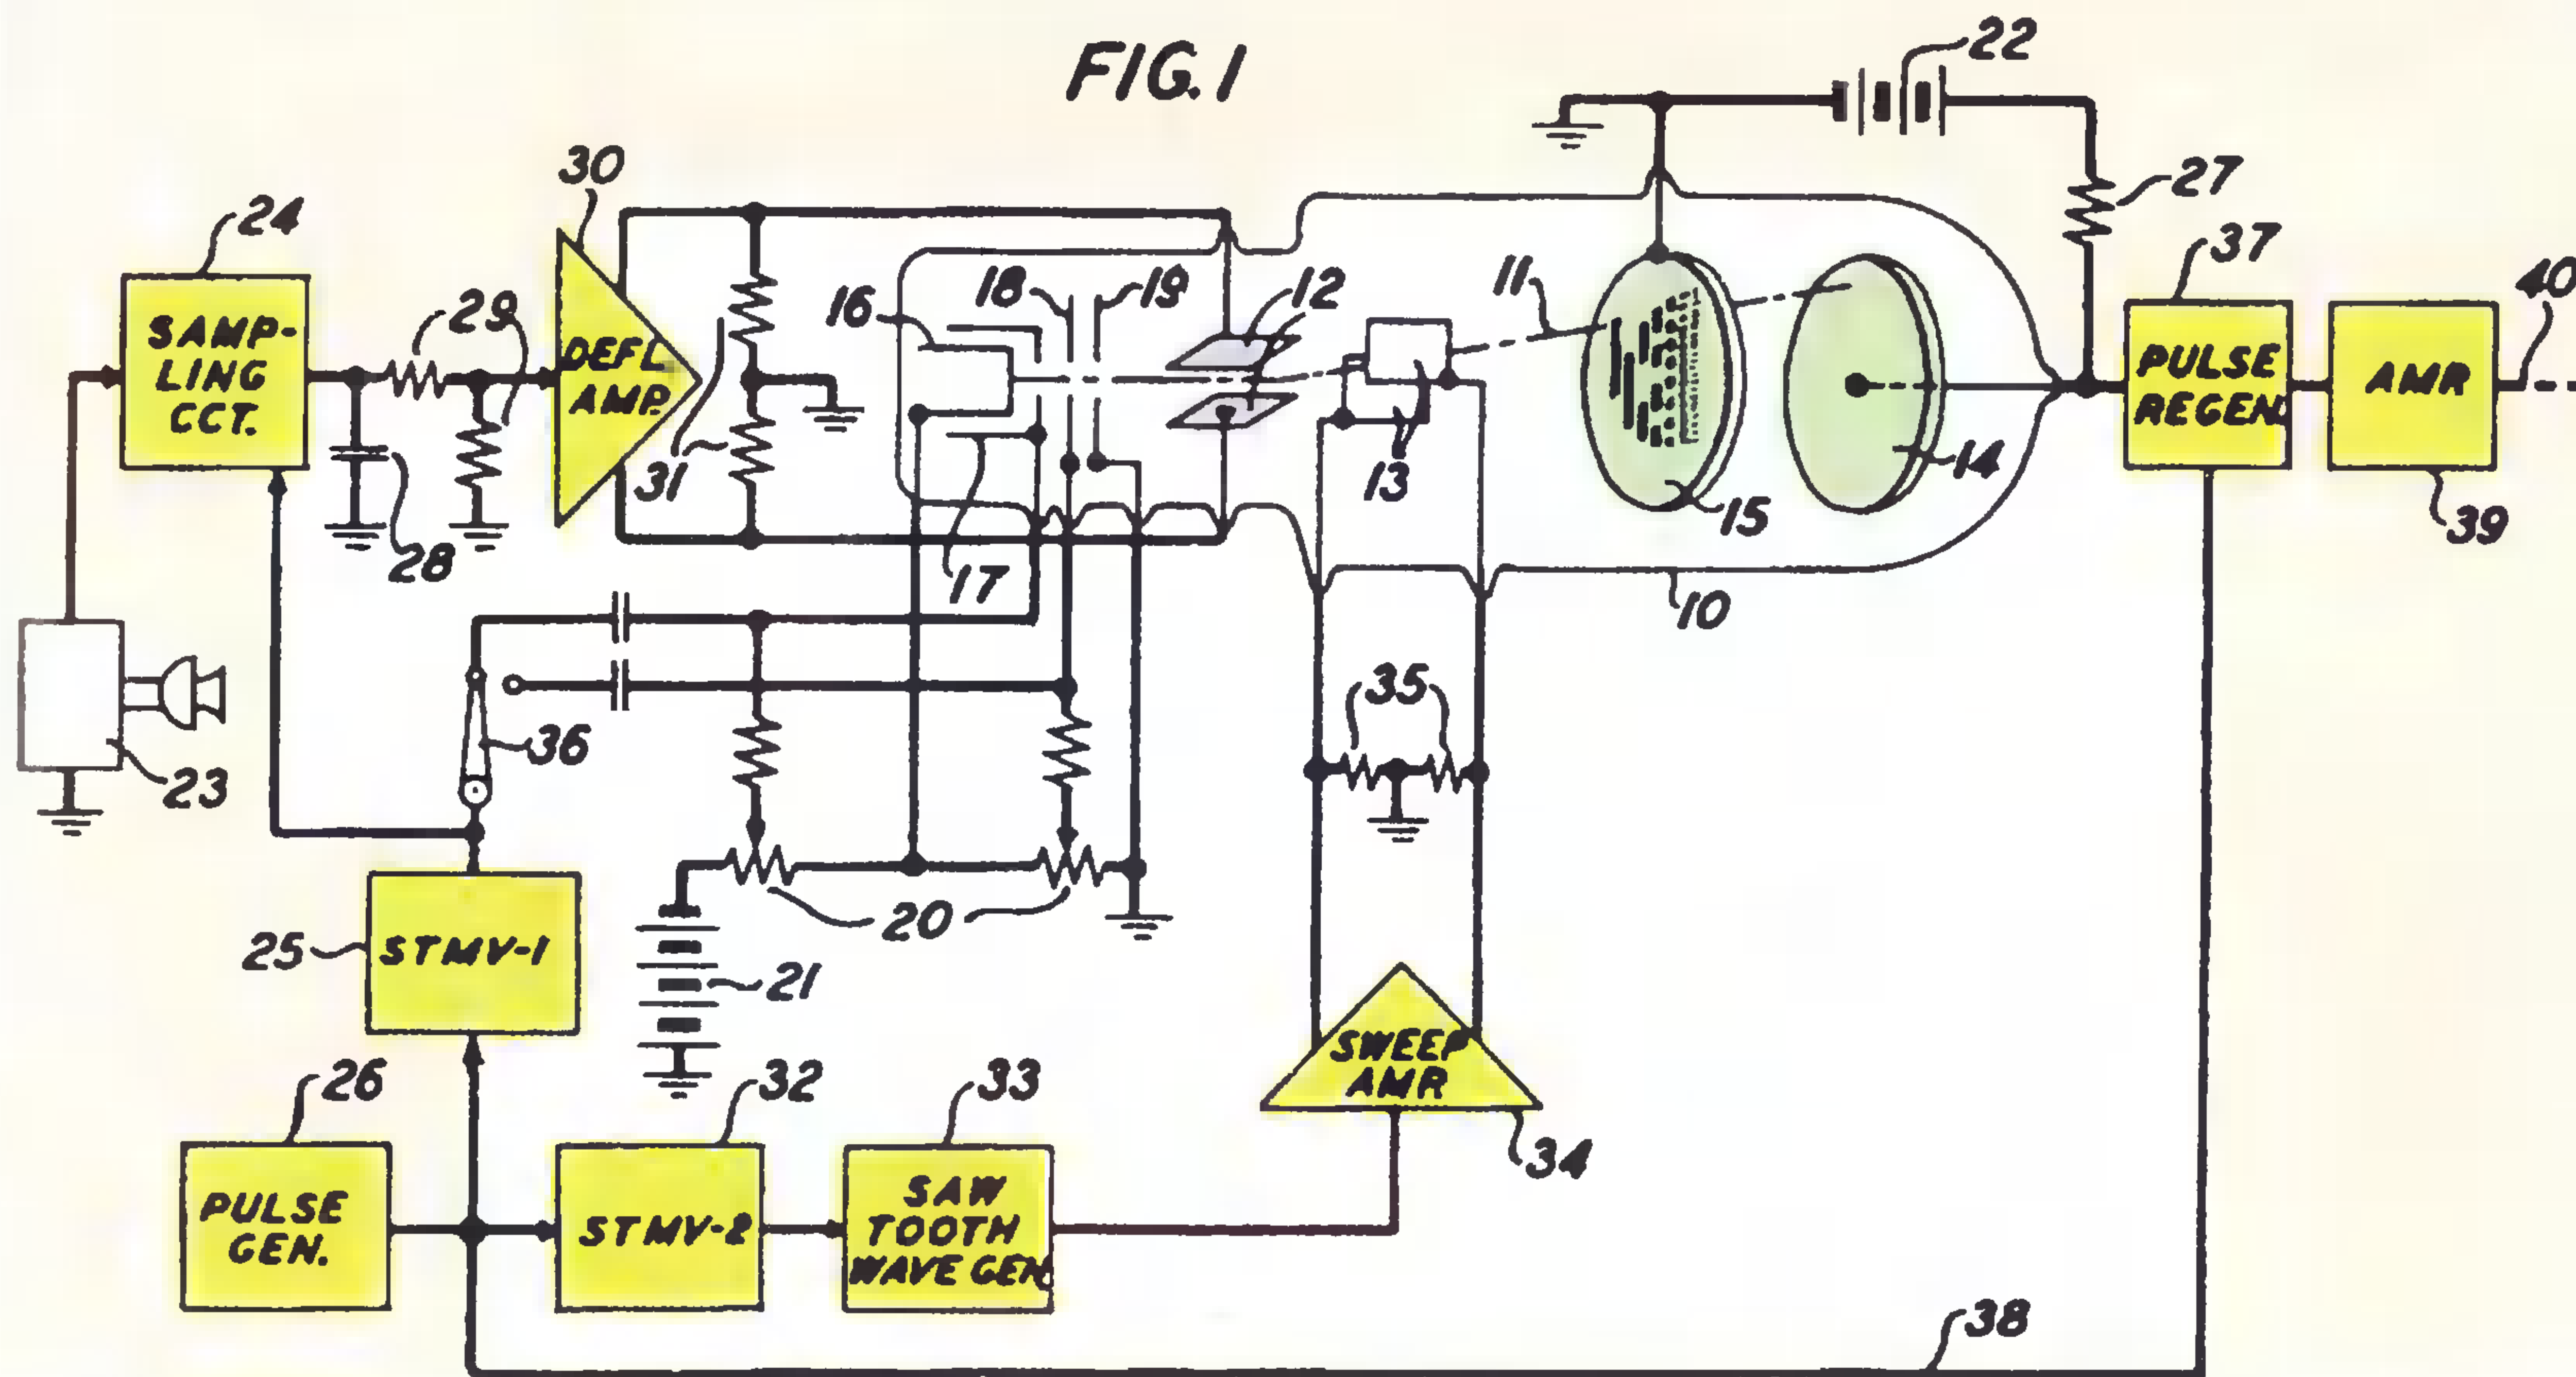 FIG. 1
22
30
24
27
37
18
19
12
11
40
16
29
SAMP-
LING
CCT.
DEFL.
AMP.
PULSE
REGEN.
AMR
31
13
15
14
39
28
17
10
35
36
23
20
25
STMV-1
21
SWEEP
AMR
26
32
33
34
PULSE
GEN.
STMV-2
SAW
TOOTH
WAVE GEN.
38